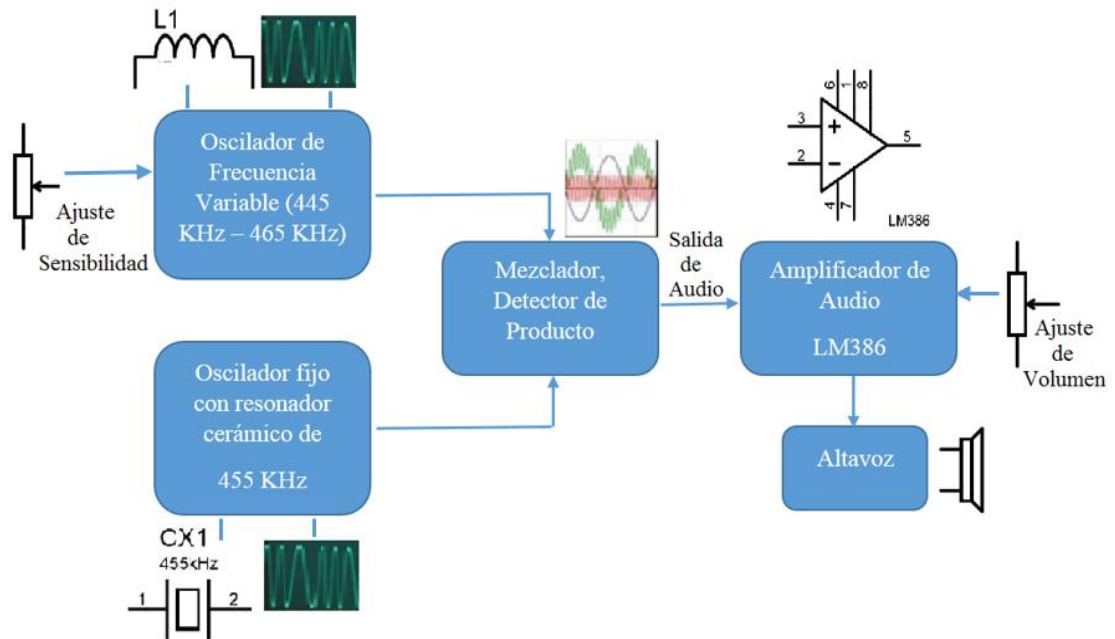 L1
Oscilador de
Frecuencia
Variable (445
KHz – 465 KHz)
Ajuste
de
Sensibilidad
Oscilador fijo
con resonador
cerámico de
455 KHz
CX1
455kHz
1
2
Mezclador,
Detector de
Producto
Salida
de
Audio
6
1
8
3
+
2
−
5
4
7
LM386
Amplificador de
Audio
LM386
Ajuste
de
Volumen
Altavoz